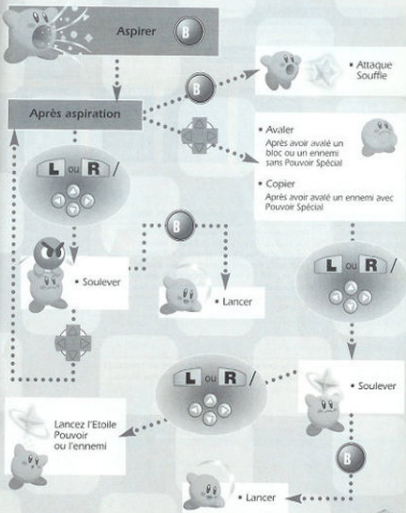 Aspirer B
B
• Attaque
Souffle
Après aspiration
• Avaler
Après avoir avalé un
bloc ou un ennemi
sans Pouvoir Spécial
• Copier
Après avoir avalé un ennemi avec
Pouvoir Spécial
L ou R /
B
L ou R /
• Soulever
• Lancer
L ou R /
• Soulever
Lancez l'Etoile
Pouvoir
ou l'ennemi
B
• Lancer